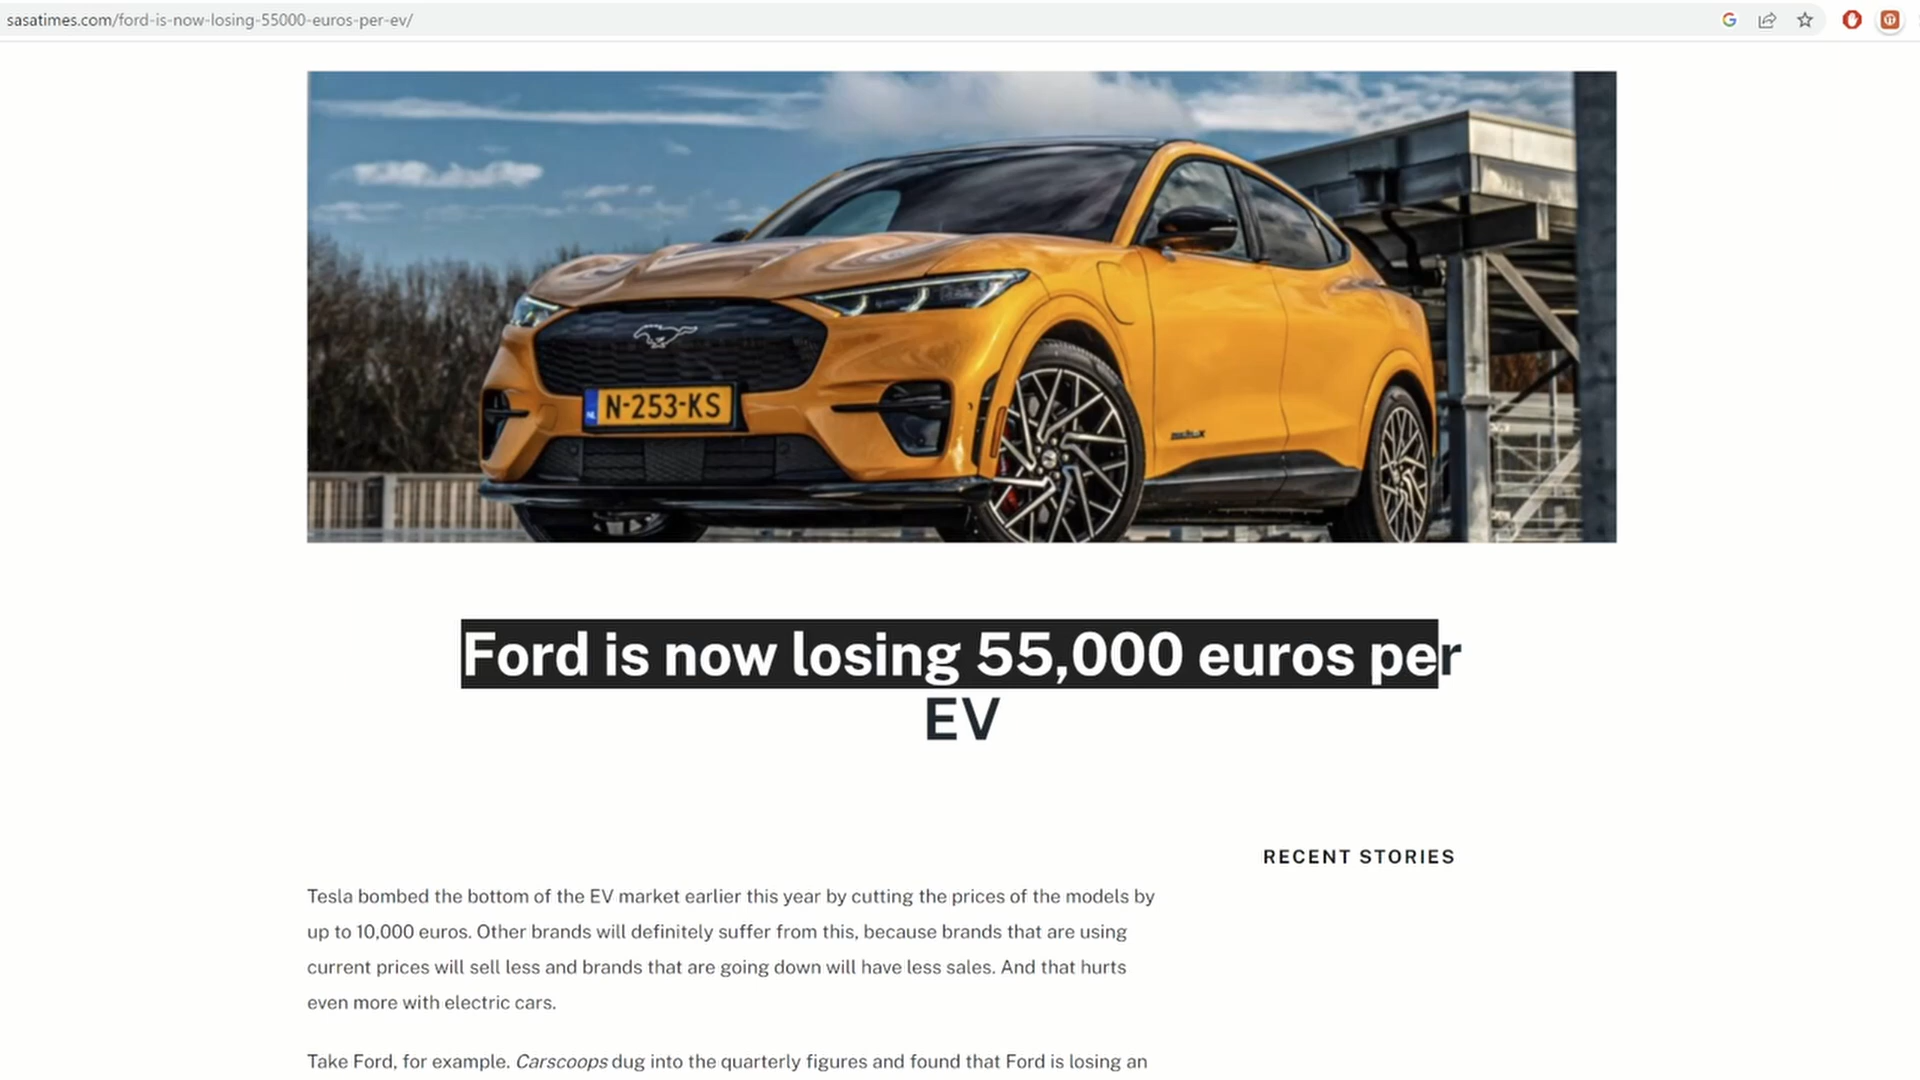 sasatimes.com/ford-is-now-losing-55000-euros-per-ev/
NL N-253-KS
Ford is now losing 55,000 euros per
EV
RECENT STORIES
Tesla bombed the bottom of the EV market earlier this year by cutting the prices of the models by
up to 10,000 euros. Other brands will definitely suffer from this, because brands that are using
current prices will sell less and brands that are going down will have less sales. And that hurts
even more with electric cars.
Take Ford, for example. Carscoops dug into the quarterly figures and found that Ford is losing an